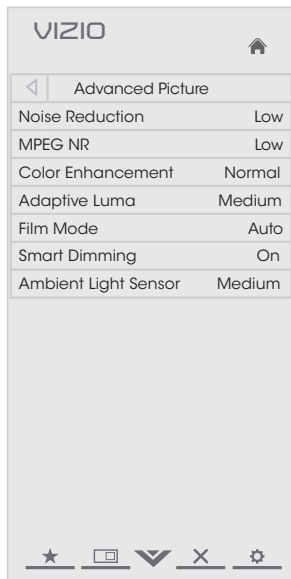 VIZIO
Advanced Picture
Noise Reduction Low
MPEG NR Low
Color Enhancement Normal
Adaptive Luma Medium
Film Mode Auto
Smart Dimming On
Ambient Light Sensor Medium